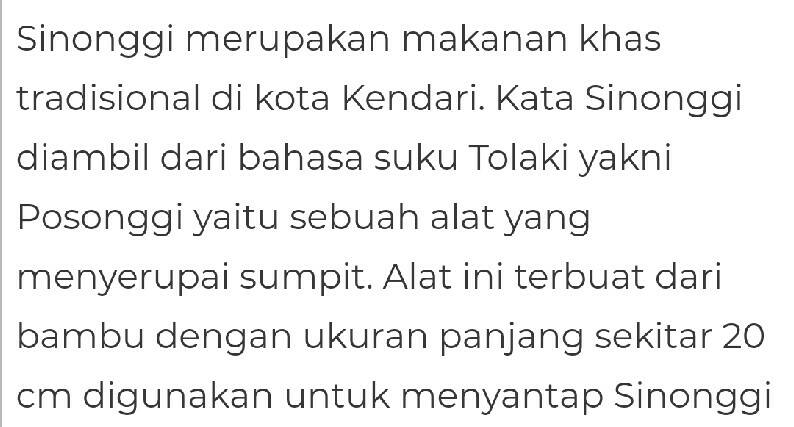 Sinonggi merupakan makanan khas
tradisional di kota Kendari. Kata Sinonggi
diambil dari bahasa suku Tolaki yakni
Posonggi yaitu sebuah alat yang
menyerupai sumpit. Alat ini terbuat dari
bambu dengan ukuran panjang sekitar 20
cm digunakan untuk menyantap Sinonggi